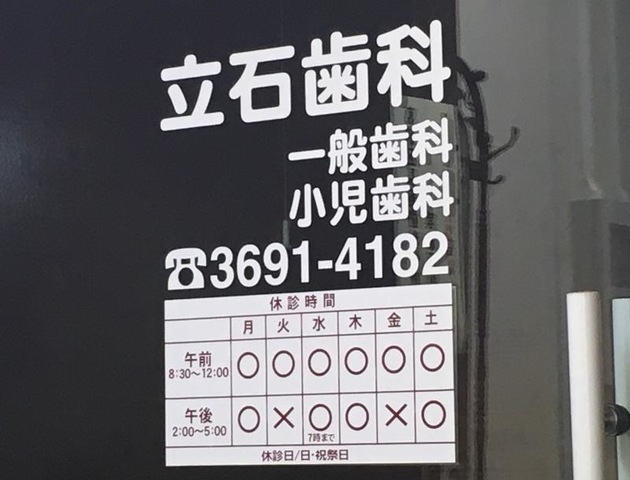 立石歯科
一般歯科
小児歯科
☎3691-4182
休診時間
月 火 水 木 金 土
午前 8:30～12:00 ○ ○ ○ ○ ○ ○
午後 2:00～5:00 ○ × ○ ○ × ○
7時まで
休診日/日・祝祭日